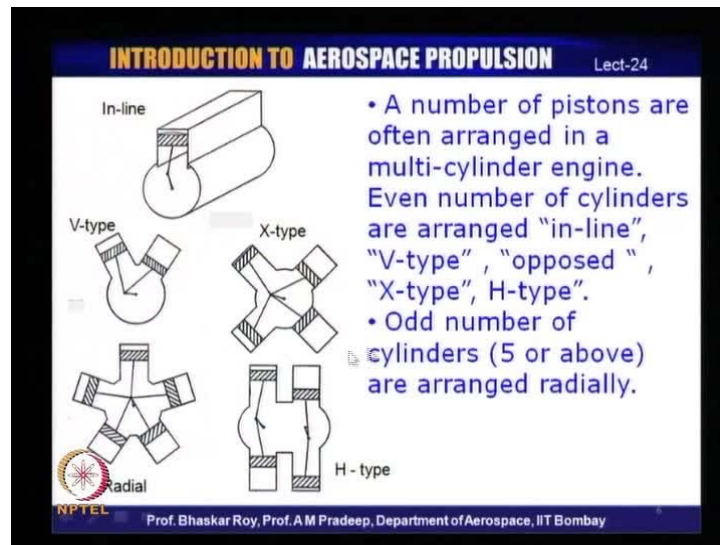 INTRODUCTION TO AEROSPACE PROPULSION
Lect-24
In-line
V-type
X-type
Radial
H - type
• A number of pistons are
often arranged in a
multi-cylinder engine.
Even number of cylinders
are arranged “in-line”,
“V-type” , “opposed “ ,
“X-type”, H-type”.
• Odd number of
cylinders (5 or above)
are arranged radially.
NPTEL
Prof. Bhaskar Roy, Prof. A M Pradeep, Department of Aerospace, IIT Bombay
6